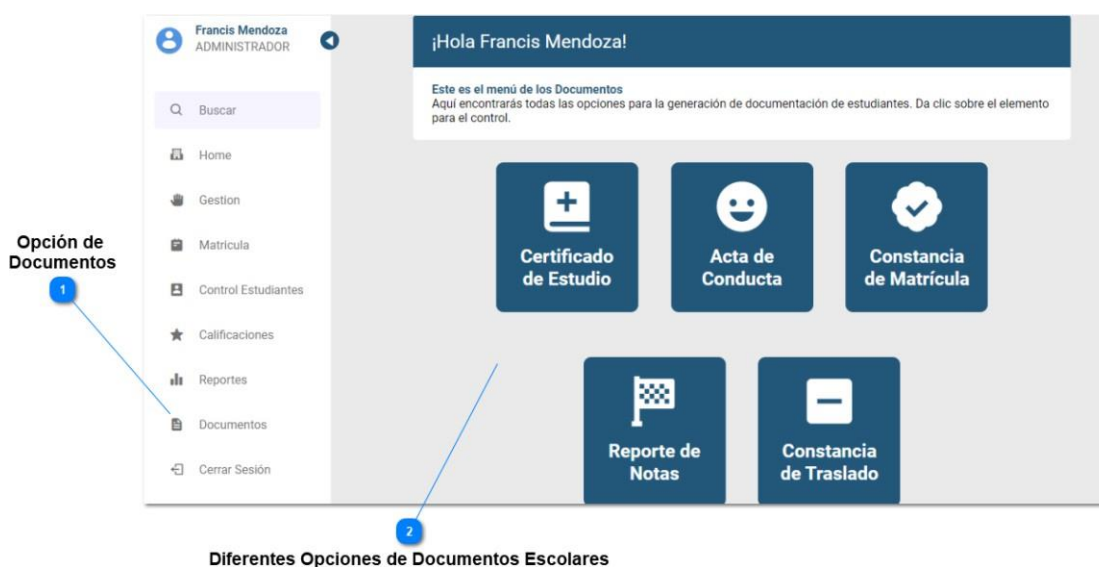 Francis Mendoza
ADMINISTRADOR
Buscar
Home
Gestion
Matricula
Control Estudiantes
Calificaciones
Reportes
Documentos
Cerrar Sesión
Opción de
Documentos
1
¡Hola Francis Mendoza!
Este es el menú de los Documentos
Aquí encontrarás todas las opciones para la generación de documentación de estudiantes. Da clic sobre el elemento
para el control.
Certificado
de Estudio
Acta de
Conducta
Constancia
de Matrícula
Reporte de
Notas
Constancia
de Traslado
2
Diferentes Opciones de Documentos Escolares